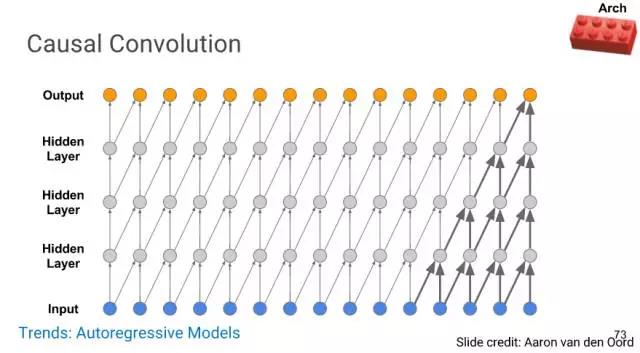 Arch
Causal Convolution
Output
Hidden
Layer
Hidden
Layer
Hidden
Layer
Input
Trends: Autoregressive Models
73
Slide credit: Aaron van den Oord